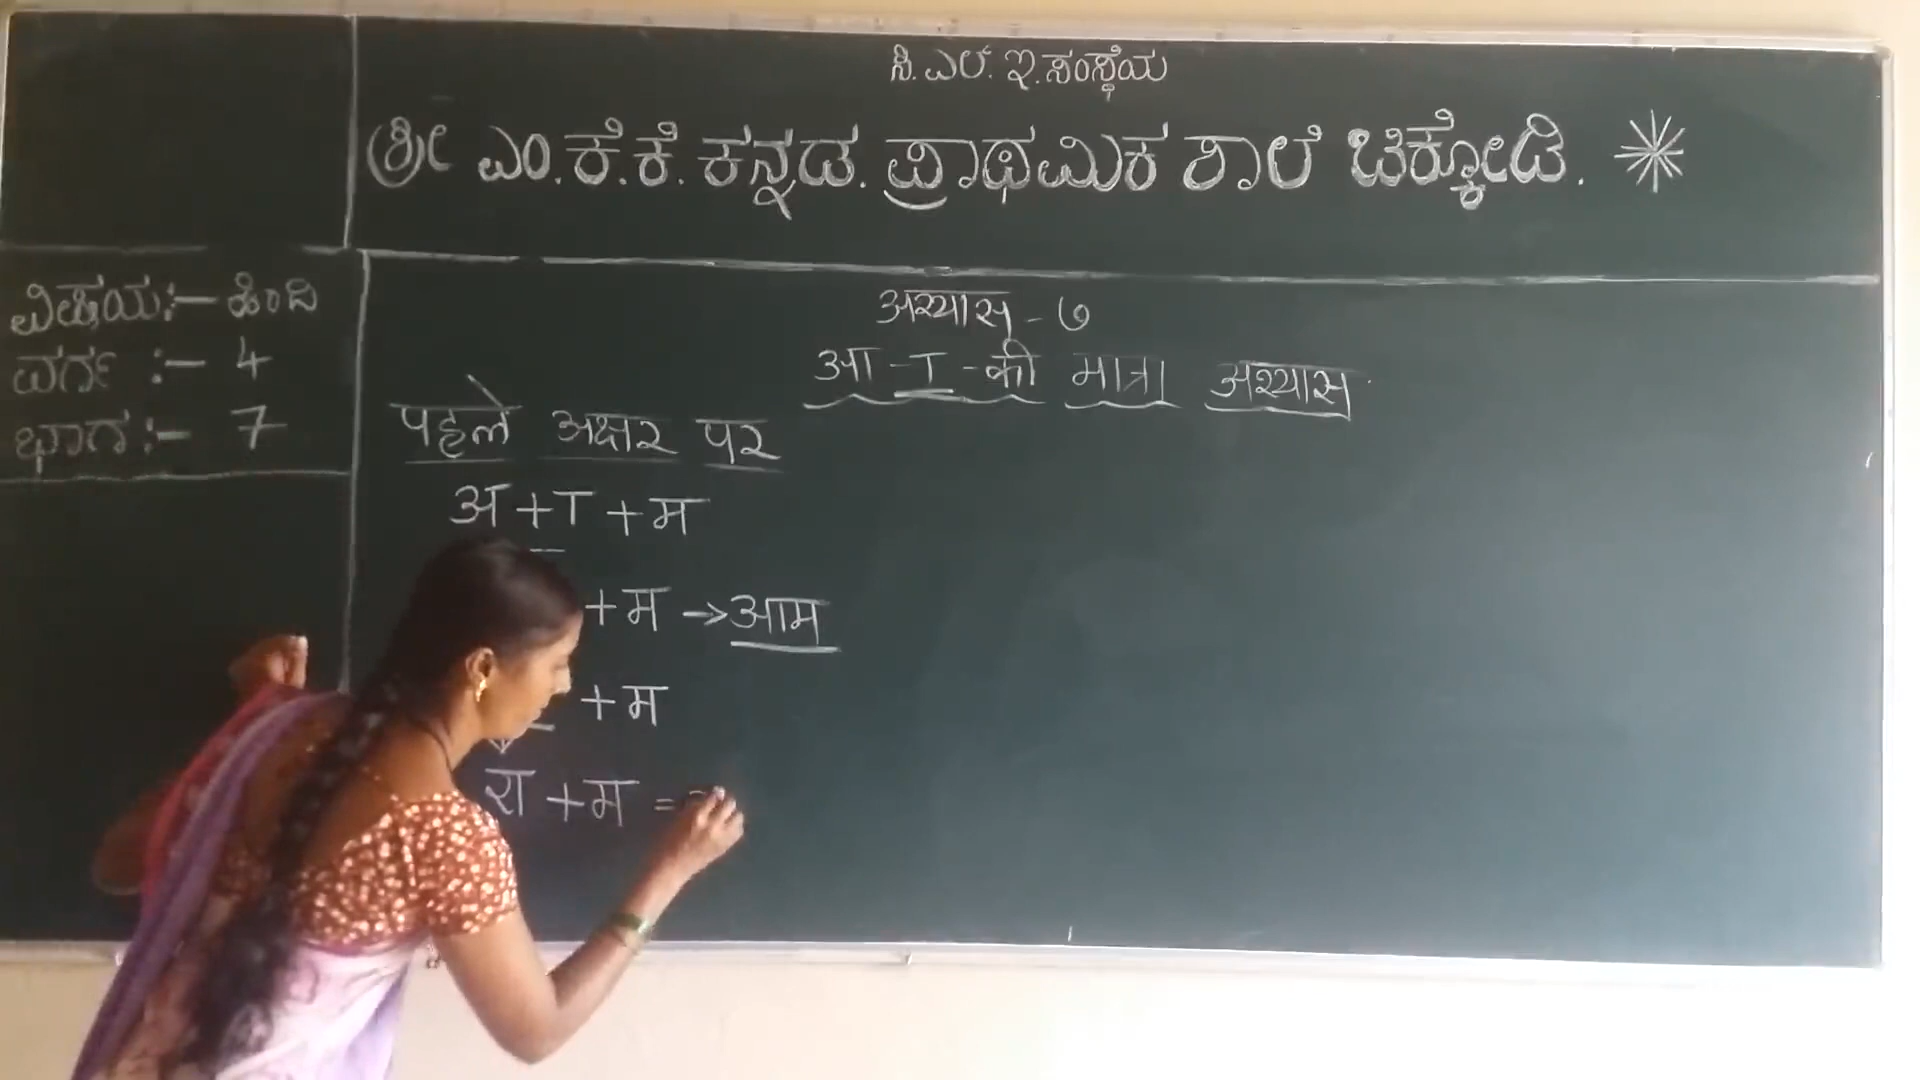 ಸಿ. ಎಲ್. ಇ. ಸಂಸ್ಥೆಯ
ಶ್ರೀ ಎಂ. ಕೆ. ಕೆ. ಕನ್ನಡ. ಪ್ರಾಥಮಿಕ ಶಾಲೆ ಚಿಕ್ಕೋಡಿ.
ವಿಷಯ:- ಹಿಂದಿ
ವರ್ಗ :- 4
ಭಾಗ :- 7
अभ्यास - ७
आ - ा - की मात्रा अभ्यास
पहले अक्षर पर
अ + ा + म
+ म → आम
+ म
रा + म =